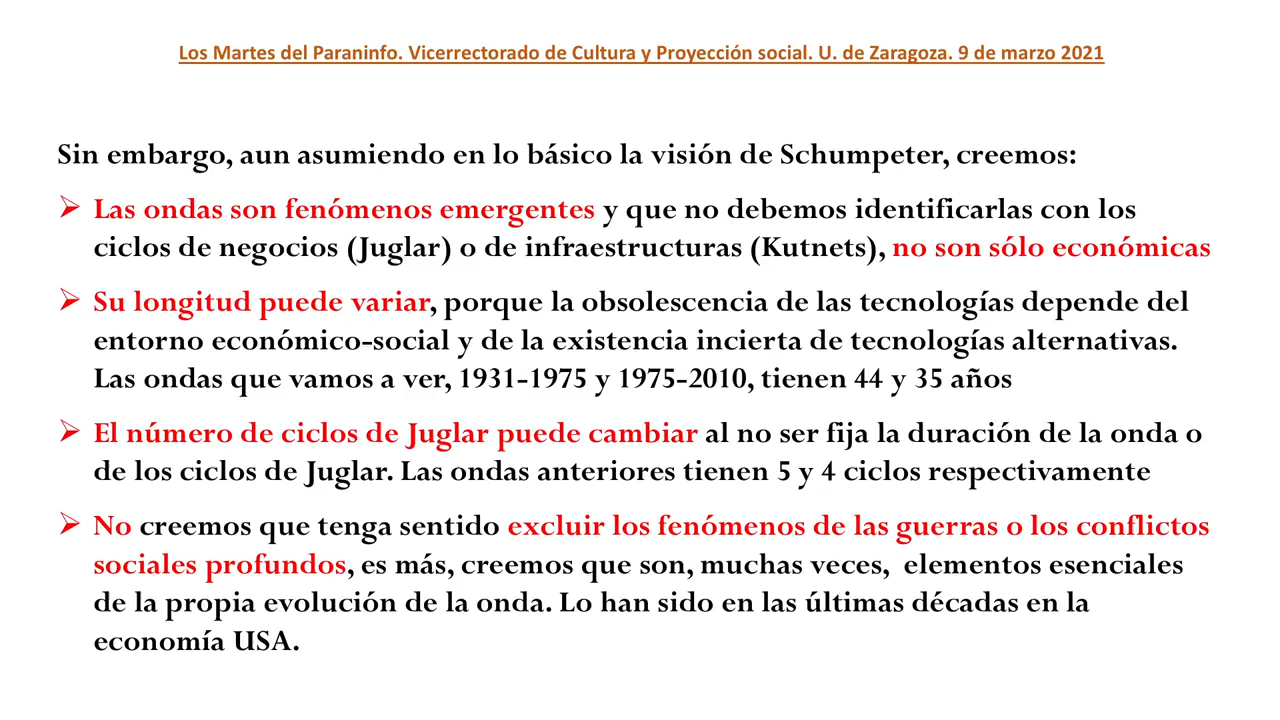 Los Martes del Paraninfo. Vicerrectorado de Cultura y Proyección social. U. de Zaragoza. 9 de marzo 2021
Sin embargo, aun asumiendo en lo básico la visión de Schumpeter, creemos:
➢ Las ondas son fenómenos emergentes y que no debemos identificarlas con los
ciclos de negocios (Juglar) o de infraestructuras (Kutnets), no son sólo económicas
➢ Su longitud puede variar, porque la obsolescencia de las tecnologías depende del
entorno económico-social y de la existencia incierta de tecnologías alternativas.
Las ondas que vamos a ver, 1931-1975 y 1975-2010, tienen 44 y 35 años
➢ El número de ciclos de Juglar puede cambiar al no ser fija la duración de la onda o
de los ciclos de Juglar. Las ondas anteriores tienen 5 y 4 ciclos respectivamente
➢ No creemos que tenga sentido excluir los fenómenos de las guerras o los conflictos
sociales profundos, es más, creemos que son, muchas veces, elementos esenciales
de la propia evolución de la onda. Lo han sido en las últimas décadas en la
economía USA.